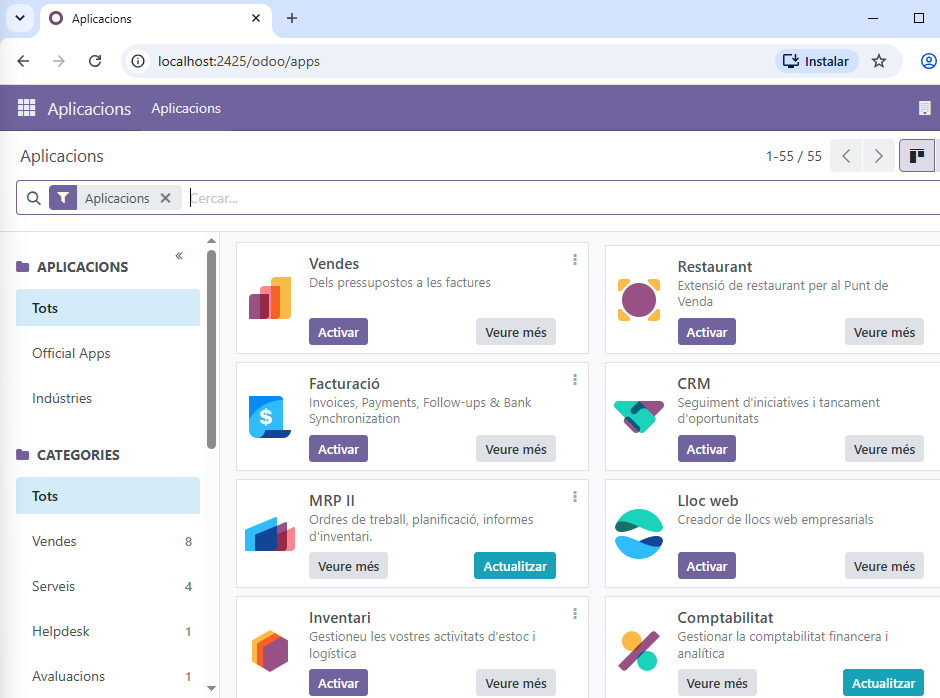 Aplicacions
localhost:2425/odoo/apps
Instalar
Aplicacions Aplicacions
Aplicacions
1-55 / 55
Aplicacions Cercar...
APLICACIONS
Tots
Official Apps
Indústries
CATEGORIES
Tots
Vendes 8
Serveis 4
Helpdesk 1
Avaluacions 1
Vendes
Dels pressupostos a les factures
Activar Veure més
Restaurant
Extensió de restaurant per al Punt de
Venda
Activar Veure més
Facturació
Invoices, Payments, Follow-ups & Bank
Synchronization
Activar Veure més
CRM
Seguiment d'iniciatives i tancament
d'oportunitats
Activar Veure més
MRP II
Ordres de treball, planificació, informes
d'inventari.
Veure més Actualitzar
Lloc web
Creador de llocs web empresarials
Activar Veure més
Inventari
Gestioneu les vostres activitats d'estoc i
logística
Activar Veure més
Comptabilitat
Gestionar la comptabilitat financera i
analítica
Veure més Actualitzar